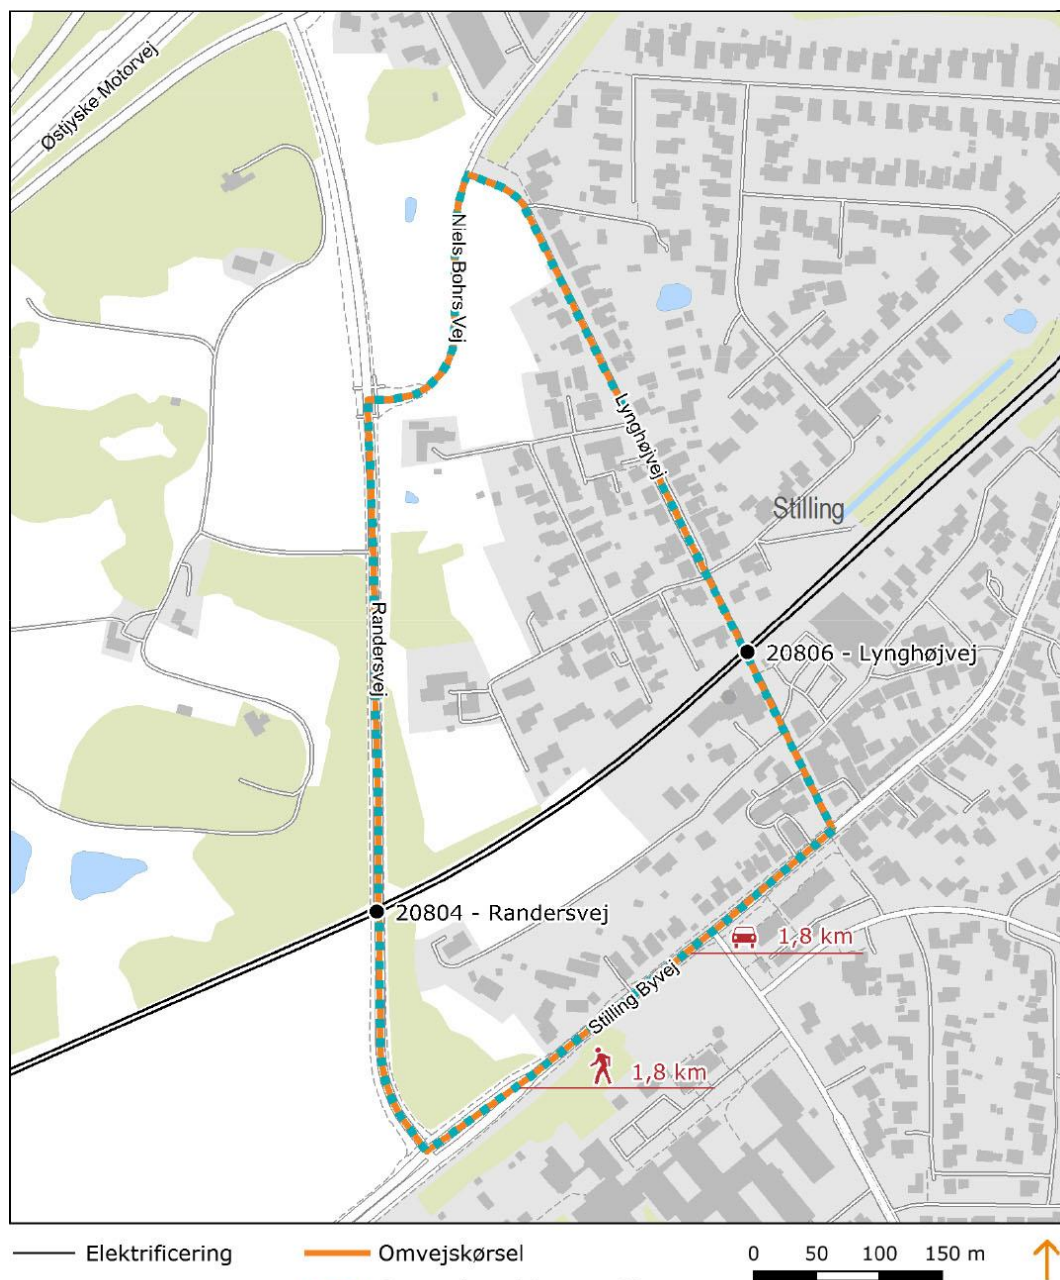 Østjyske Motorvej
Niels Bohrs Vej
Lynghøjvej
Stilling
Randersvej
20806 - Lynghøjvej
20804 - Randersvej
1,8 km
Stilling Byvej
1,8 km
Elektrificering
Omvejskørsel
0 50 100 150 m